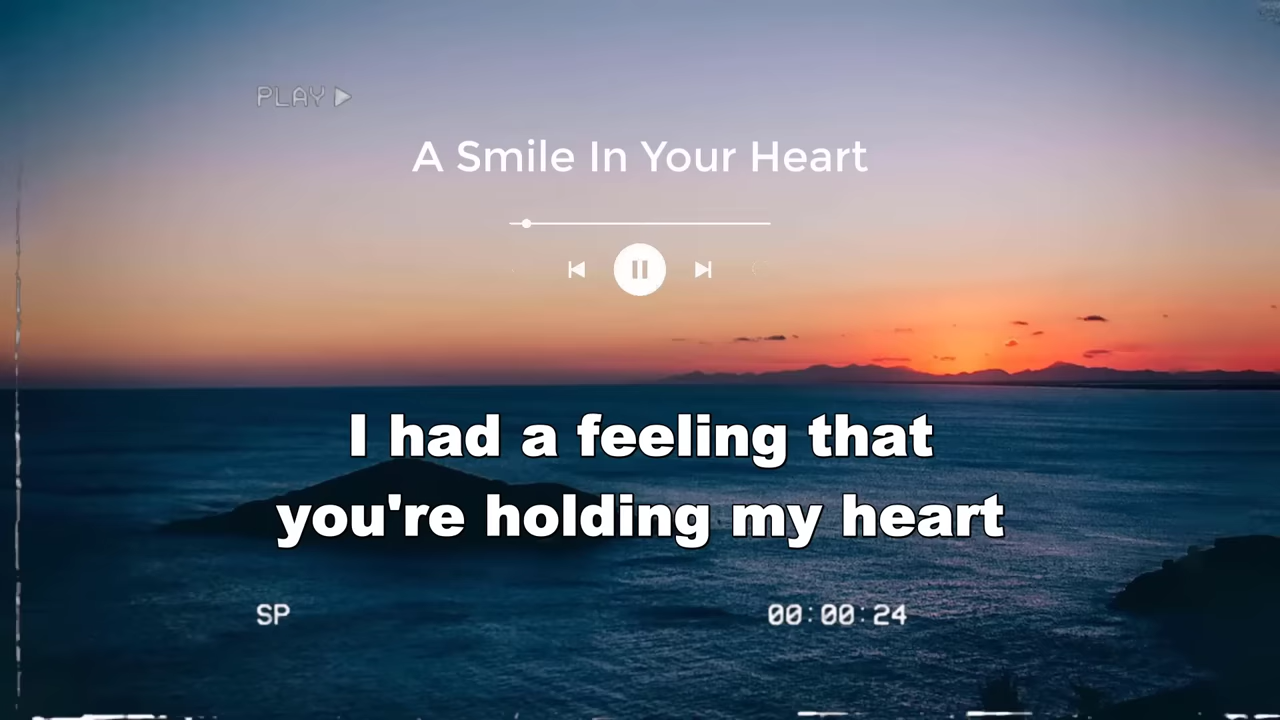 PLAY
A Smile In Your Heart
I had a feeling that
you're holding my heart
SP
00:00:24